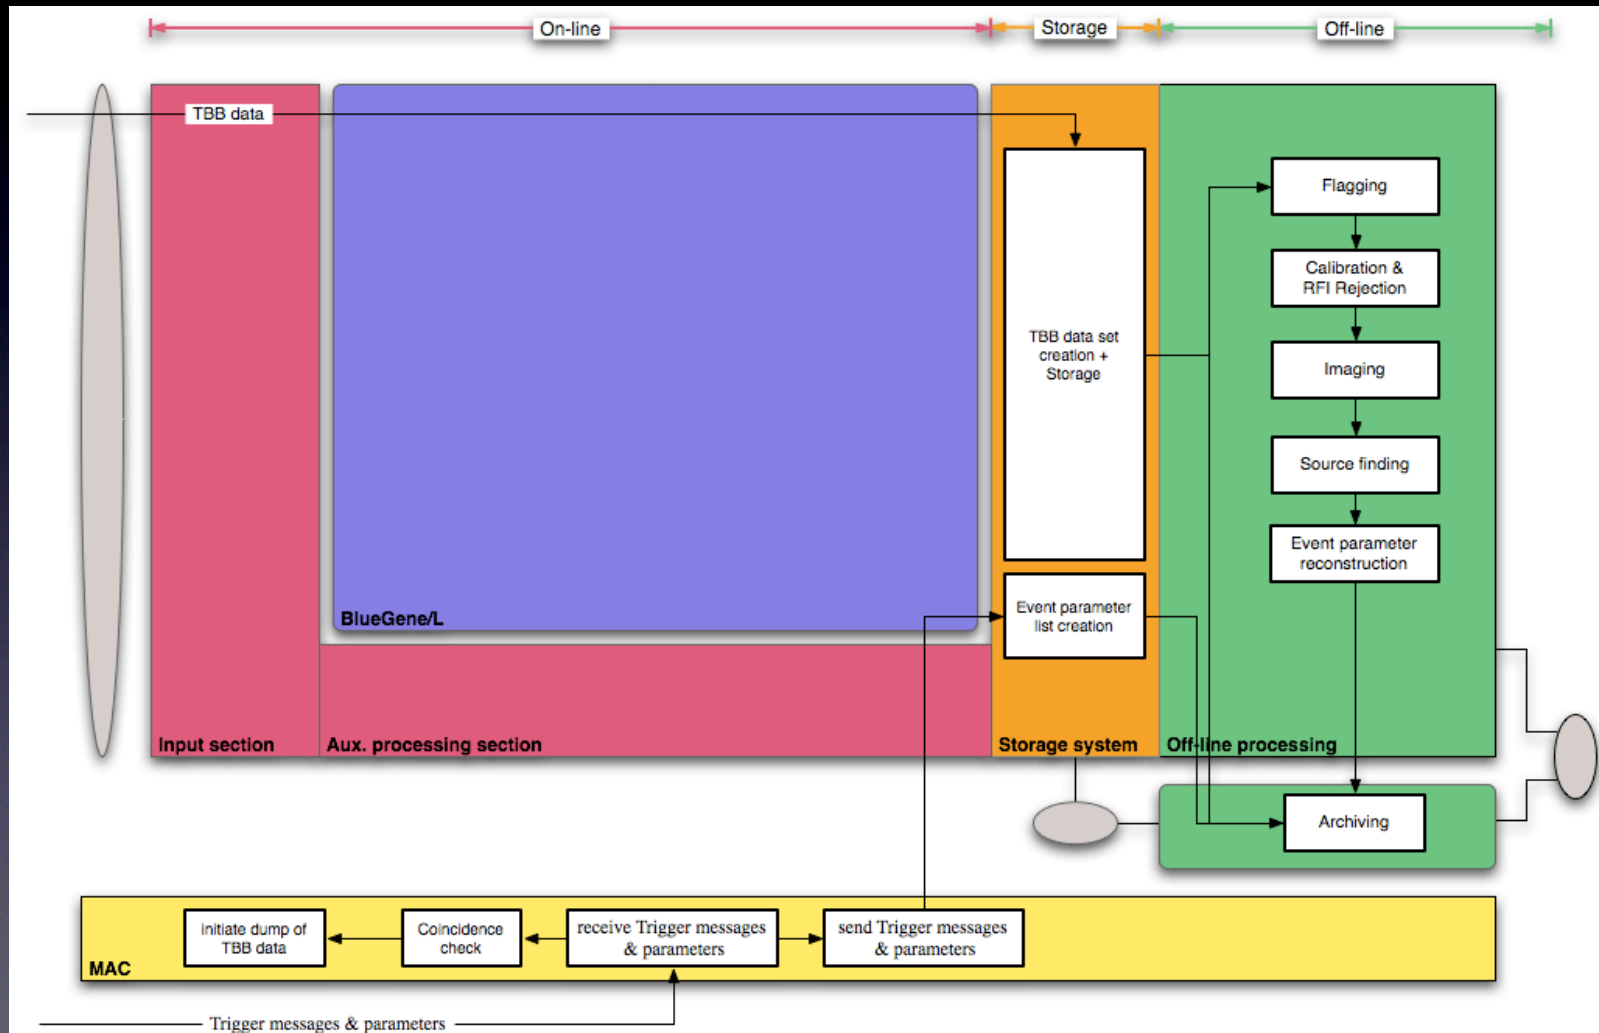 On-line
Storage
Off-line
TBB data
Flagging
Calibration &
RFI Rejection
Imaging
TBB data set
creation +
Storage
Source finding
Event parameter
reconstruction
Event parameter
list creation
BlueGene/L
Input section
Aux. processing section
Storage system
Off-line processing
Archiving
initiate dump of
TBB data
Coincidence
check
receive Trigger messages
& parameters
send Trigger messages
& parameters
MAC
Trigger messages & parameters